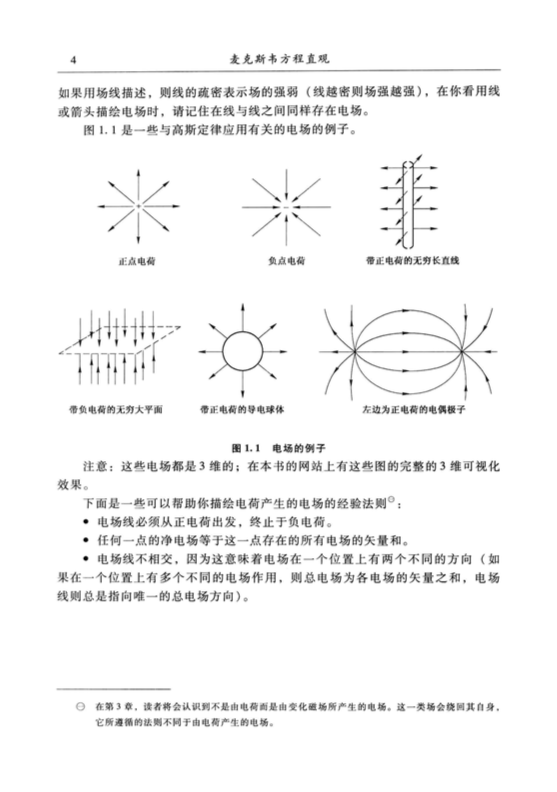 4 麦克斯韦方程直观
如果用场线描述，则线的疏密表示场的强弱（线越密则场强越强），在你看用线
或箭头描绘电场时，请记住在线与线之间同样存在电场。
图 1.1 是一些与高斯定律应用有关的电场的例子。
+
−
正点电荷 负点电荷 带正电荷的无穷长直线
带负电荷的无穷大平面 带正电荷的导电球体 左边为正电荷的电偶极子
图 1.1 电场的例子
注意：这些电场都是 3 维的；在本书的网站上有这些图的完整的 3 维可视化
效果。
下面是一些可以帮助你描绘电荷产生的电场的经验法则㊀：
● 电场线必须从正电荷出发，终止于负电荷。
● 任何一点的净电场等于这一点存在的所有电场的矢量和。
● 电场线不相交，因为这意味着电场在一个位置上有两个不同的方向（如
果在一个位置上有多个不同的电场作用，则总电场为各电场的矢量之和，电场
线则总是指向唯一的总电场方向）。
㊀ 在第 3 章，读者将会认识到不是由电荷而是由变化磁场所产生的电场。这一类场会绕回其自身，
它所遵循的法则不同于由电荷产生的电场。